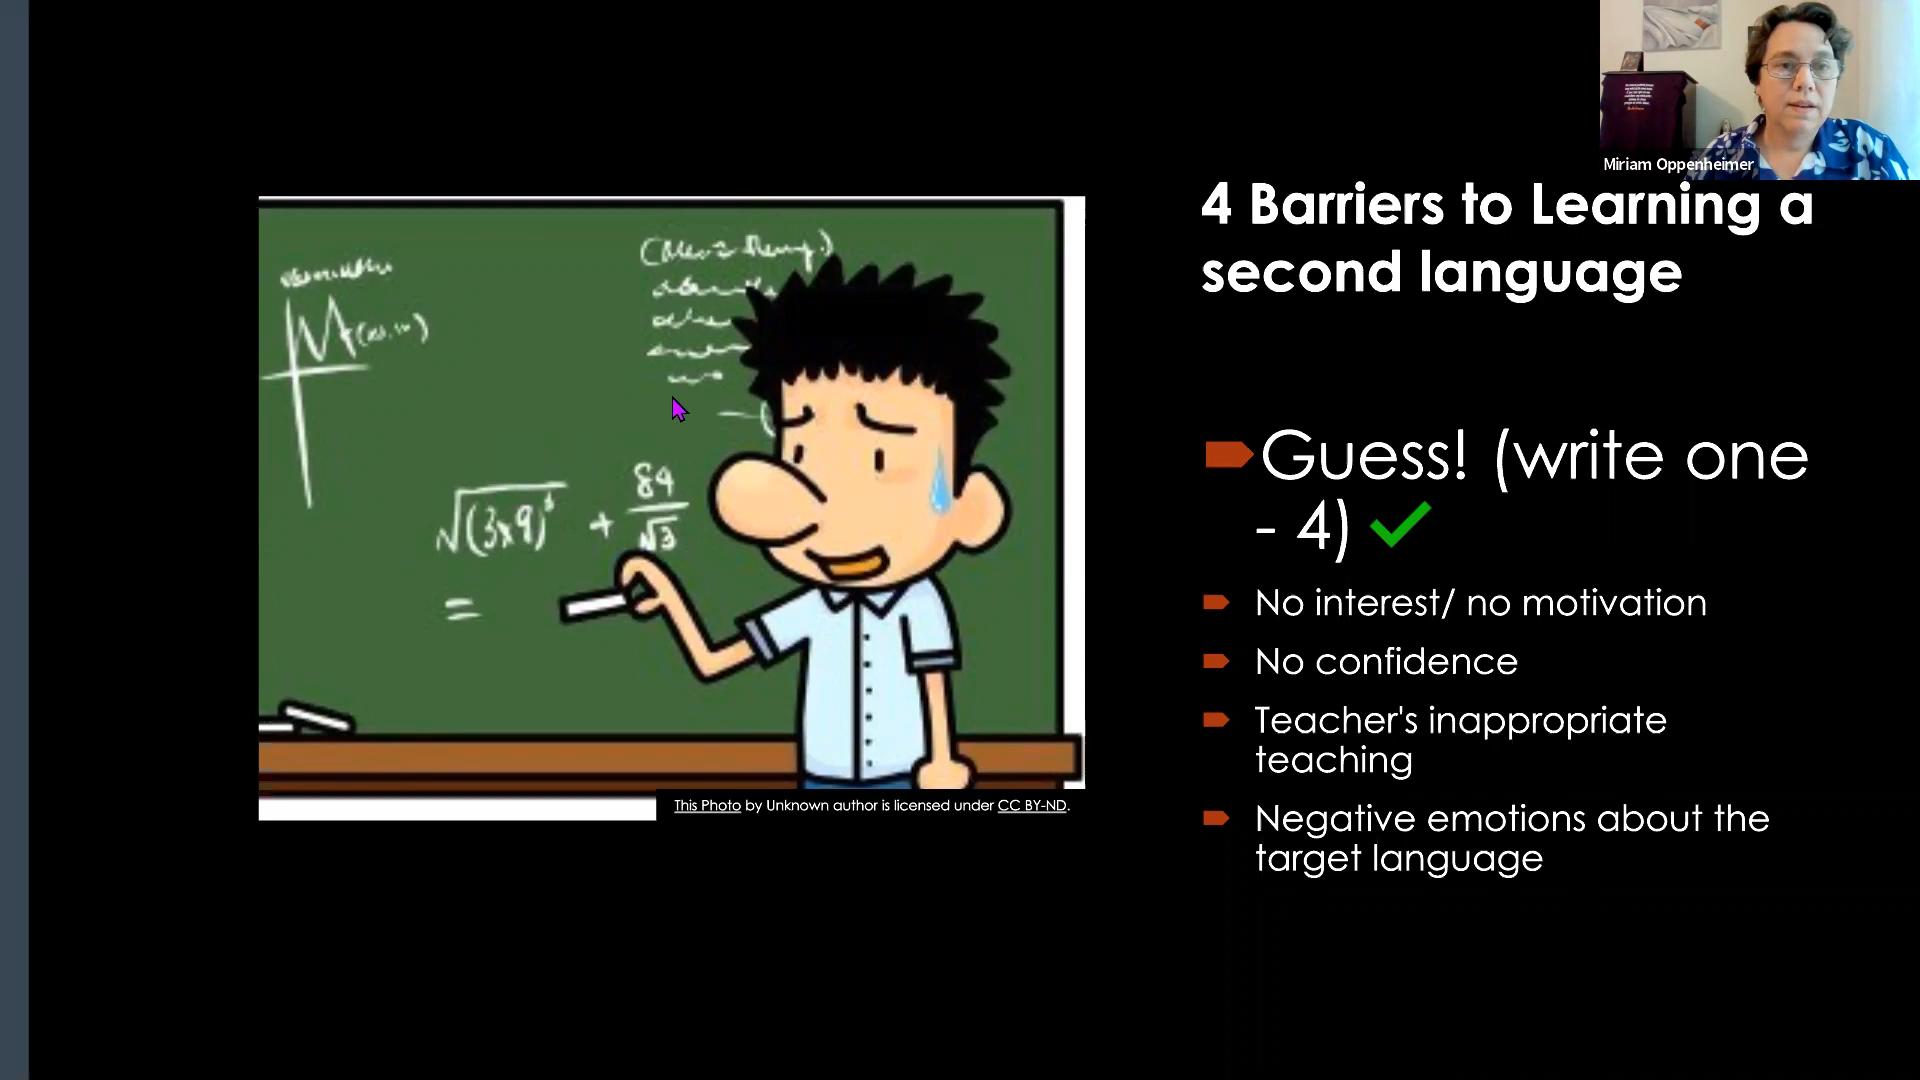 Miriam Oppenheimer
4 Barriers to Learning a
second language
Guess! (write one
- 4)
No interest/ no motivation
No confidence
Teacher's inappropriate
teaching
Negative emotions about the
target language
√(3x9)
+ 84
√3
=
This Photo by Unknown author is licensed under CC BY-ND.